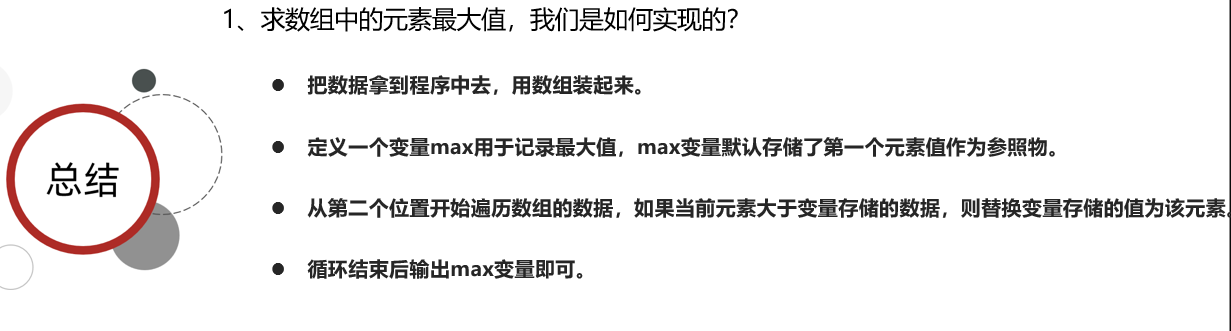 1、求数组中的元素最大值，我们是如何实现的？
把数据拿到程序中去，用数组装起来。
定义一个变量max用于记录最大值，max变量默认存储了第一个元素值作为参照物。
总结
从第二个位置开始遍历数组的数据，如果当前元素大于变量存储的数据，则替换变量存储的值为该元素。
循环结束后输出max变量即可。